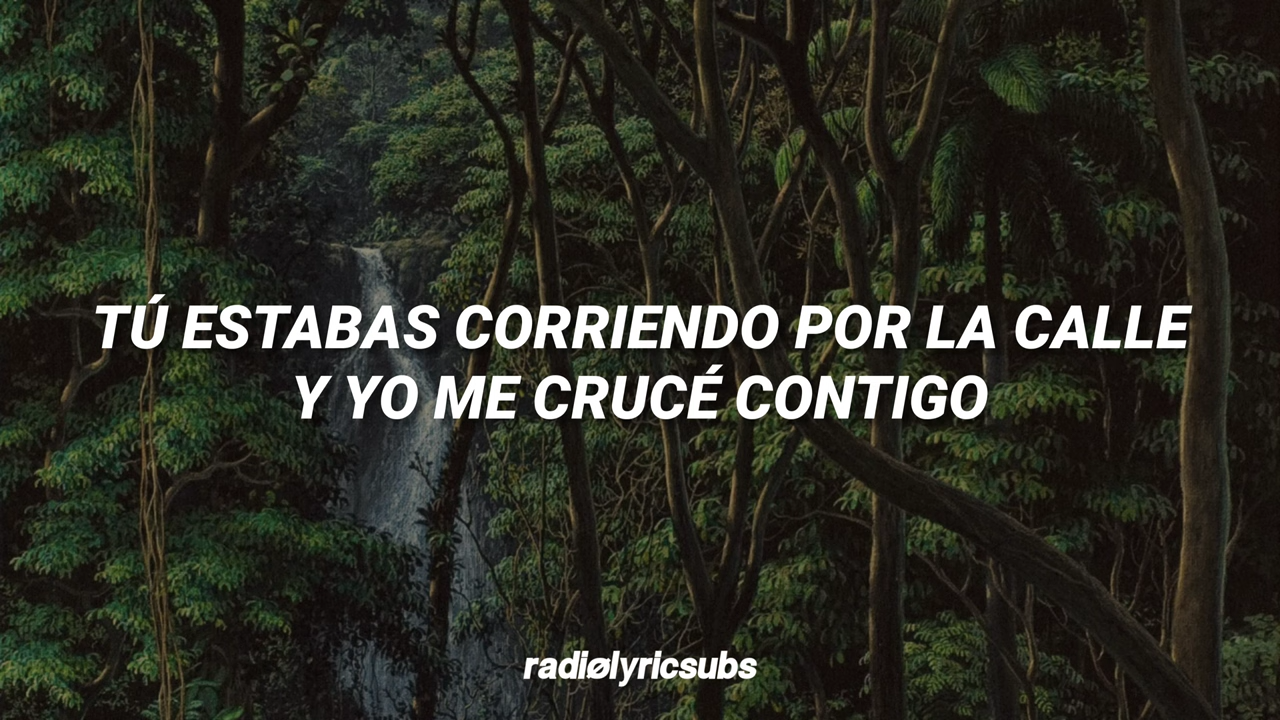 TÚ ESTABAS CORRIENDO POR LA CALLE
Y YO ME CRUCÉ CONTIGO
radiølyricsubs